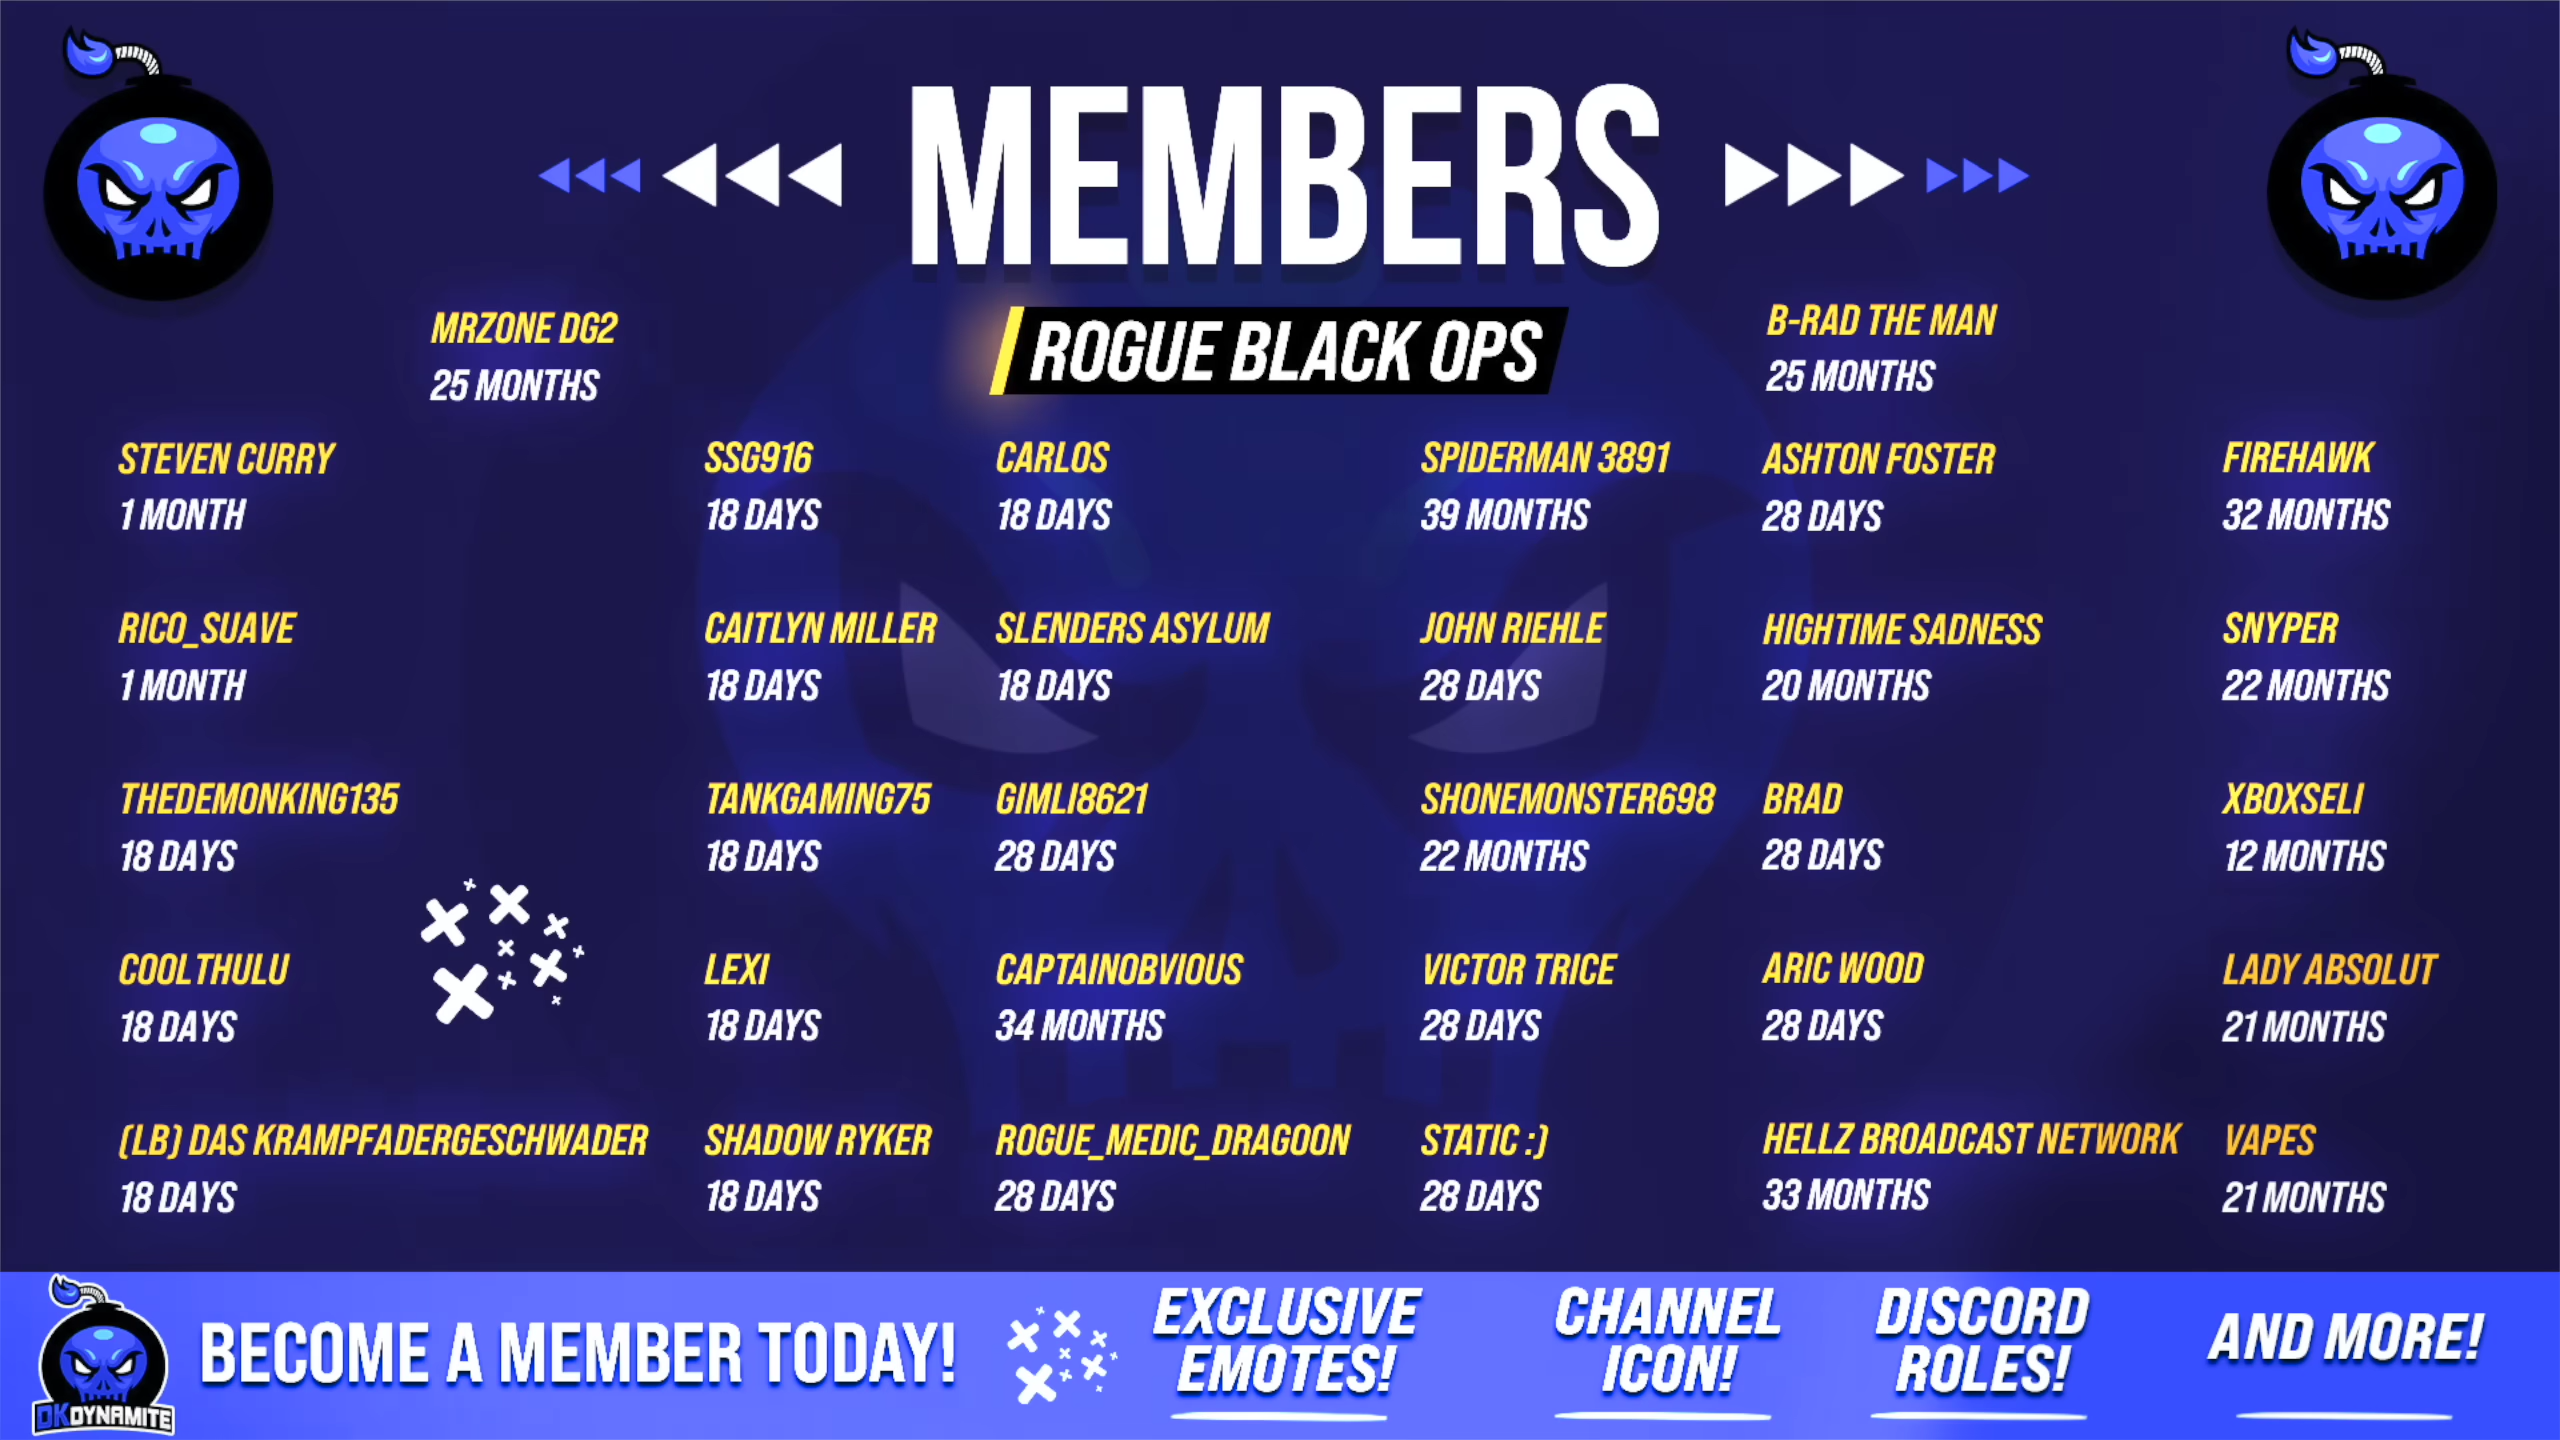 MEMBERS
ROGUE BLACK OPS
MRZONE DG2
25 MONTHS
B-RAD THE MAN
25 MONTHS
STEVEN CURRY
1 MONTH
SSG916
18 DAYS
CARLOS
18 DAYS
SPIDERMAN 3891
39 MONTHS
ASHTON FOSTER
28 DAYS
FIREHAWK
32 MONTHS
RICO_SUAVE
1 MONTH
CAITLYN MILLER
18 DAYS
SLENDERS ASYLUM
18 DAYS
JOHN RIEHLE
28 DAYS
HIGHTIME SADNESS
20 MONTHS
SNYPER
22 MONTHS
THEDEMONKING135
18 DAYS
TANKGAMING75
18 DAYS
GIMLI8621
28 DAYS
SHONEMONSTER698
22 MONTHS
BRAD
28 DAYS
XBOXSELI
12 MONTHS
COOLTHULU
18 DAYS
LEXI
18 DAYS
CAPTAINOBVIOUS
34 MONTHS
VICTOR TRICE
28 DAYS
ARIC WOOD
28 DAYS
LADY ABSOLUT
21 MONTHS
(LB) DAS KRAMPFADERGESCHWADER
18 DAYS
SHADOW RYKER
18 DAYS
ROGUE_MEDIC_DRAGOON
28 DAYS
STATIC :)
28 DAYS
HELLZ BROADCAST NETWORK
33 MONTHS
VAPES
21 MONTHS
DKDYNAMITE
BECOME A MEMBER TODAY!
EXCLUSIVE
EMOTES!
CHANNEL
ICON!
DISCORD
ROLES!
AND MORE!